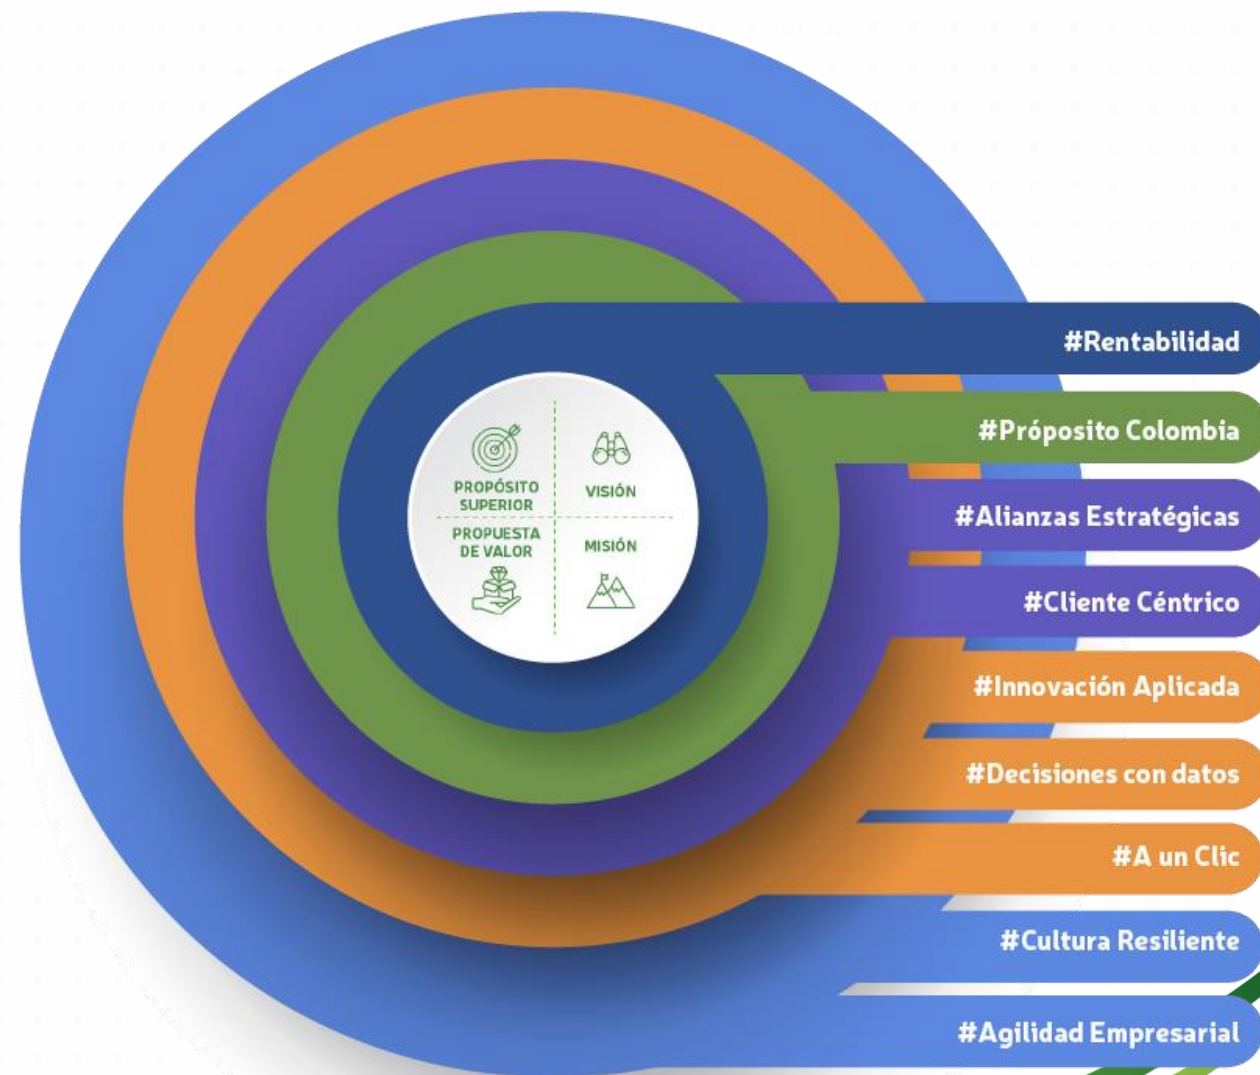 PROPÓSITO
SUPERIOR
VISIÓN
PROPUESTA
DE VALOR
MISIÓN
#Rentabilidad
#Próposito Colombia
#Alianzas Estratégicas
#Cliente Céntrico
#Innovación Aplicada
#Decisiones con datos
#A un Clic
#Cultura Resiliente
#Agilidad Empresarial